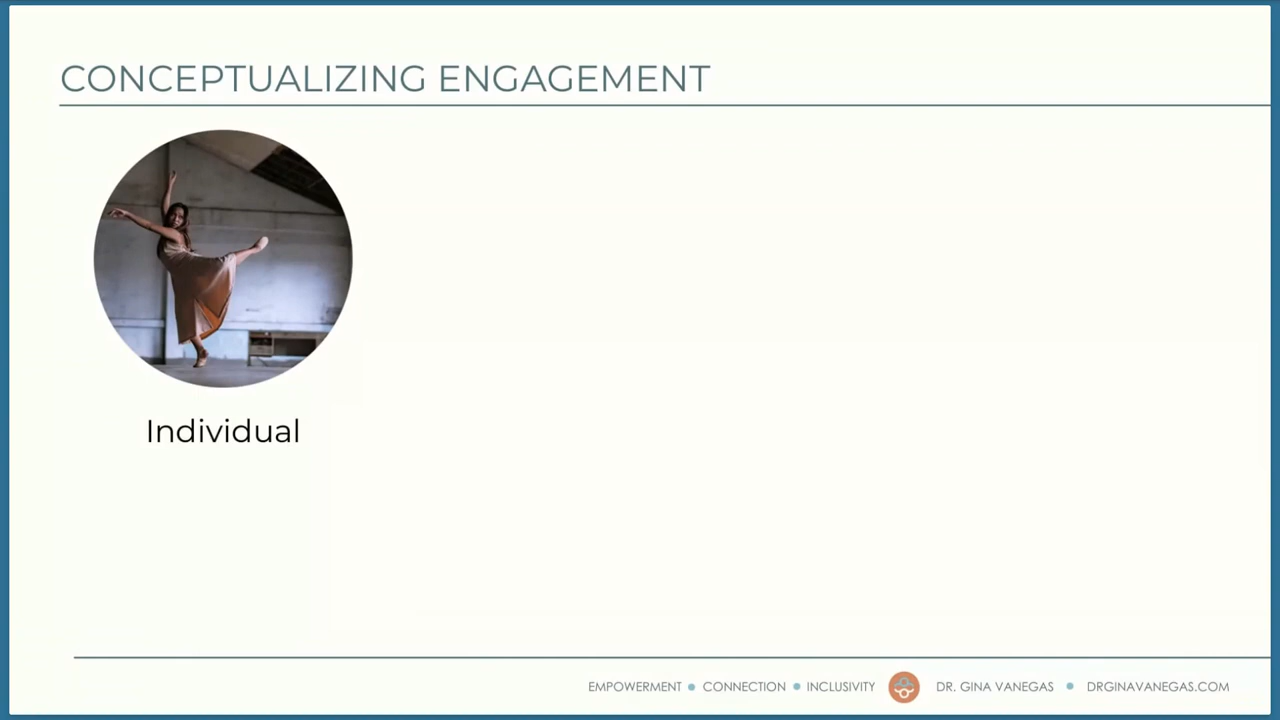 CONCEPTUALIZING ENGAGEMENT
Individual
EMPOWERMENT • CONNECTION • INCLUSIVITY DR. GINA VANEGAS • DRGINAVANEGAS.COM